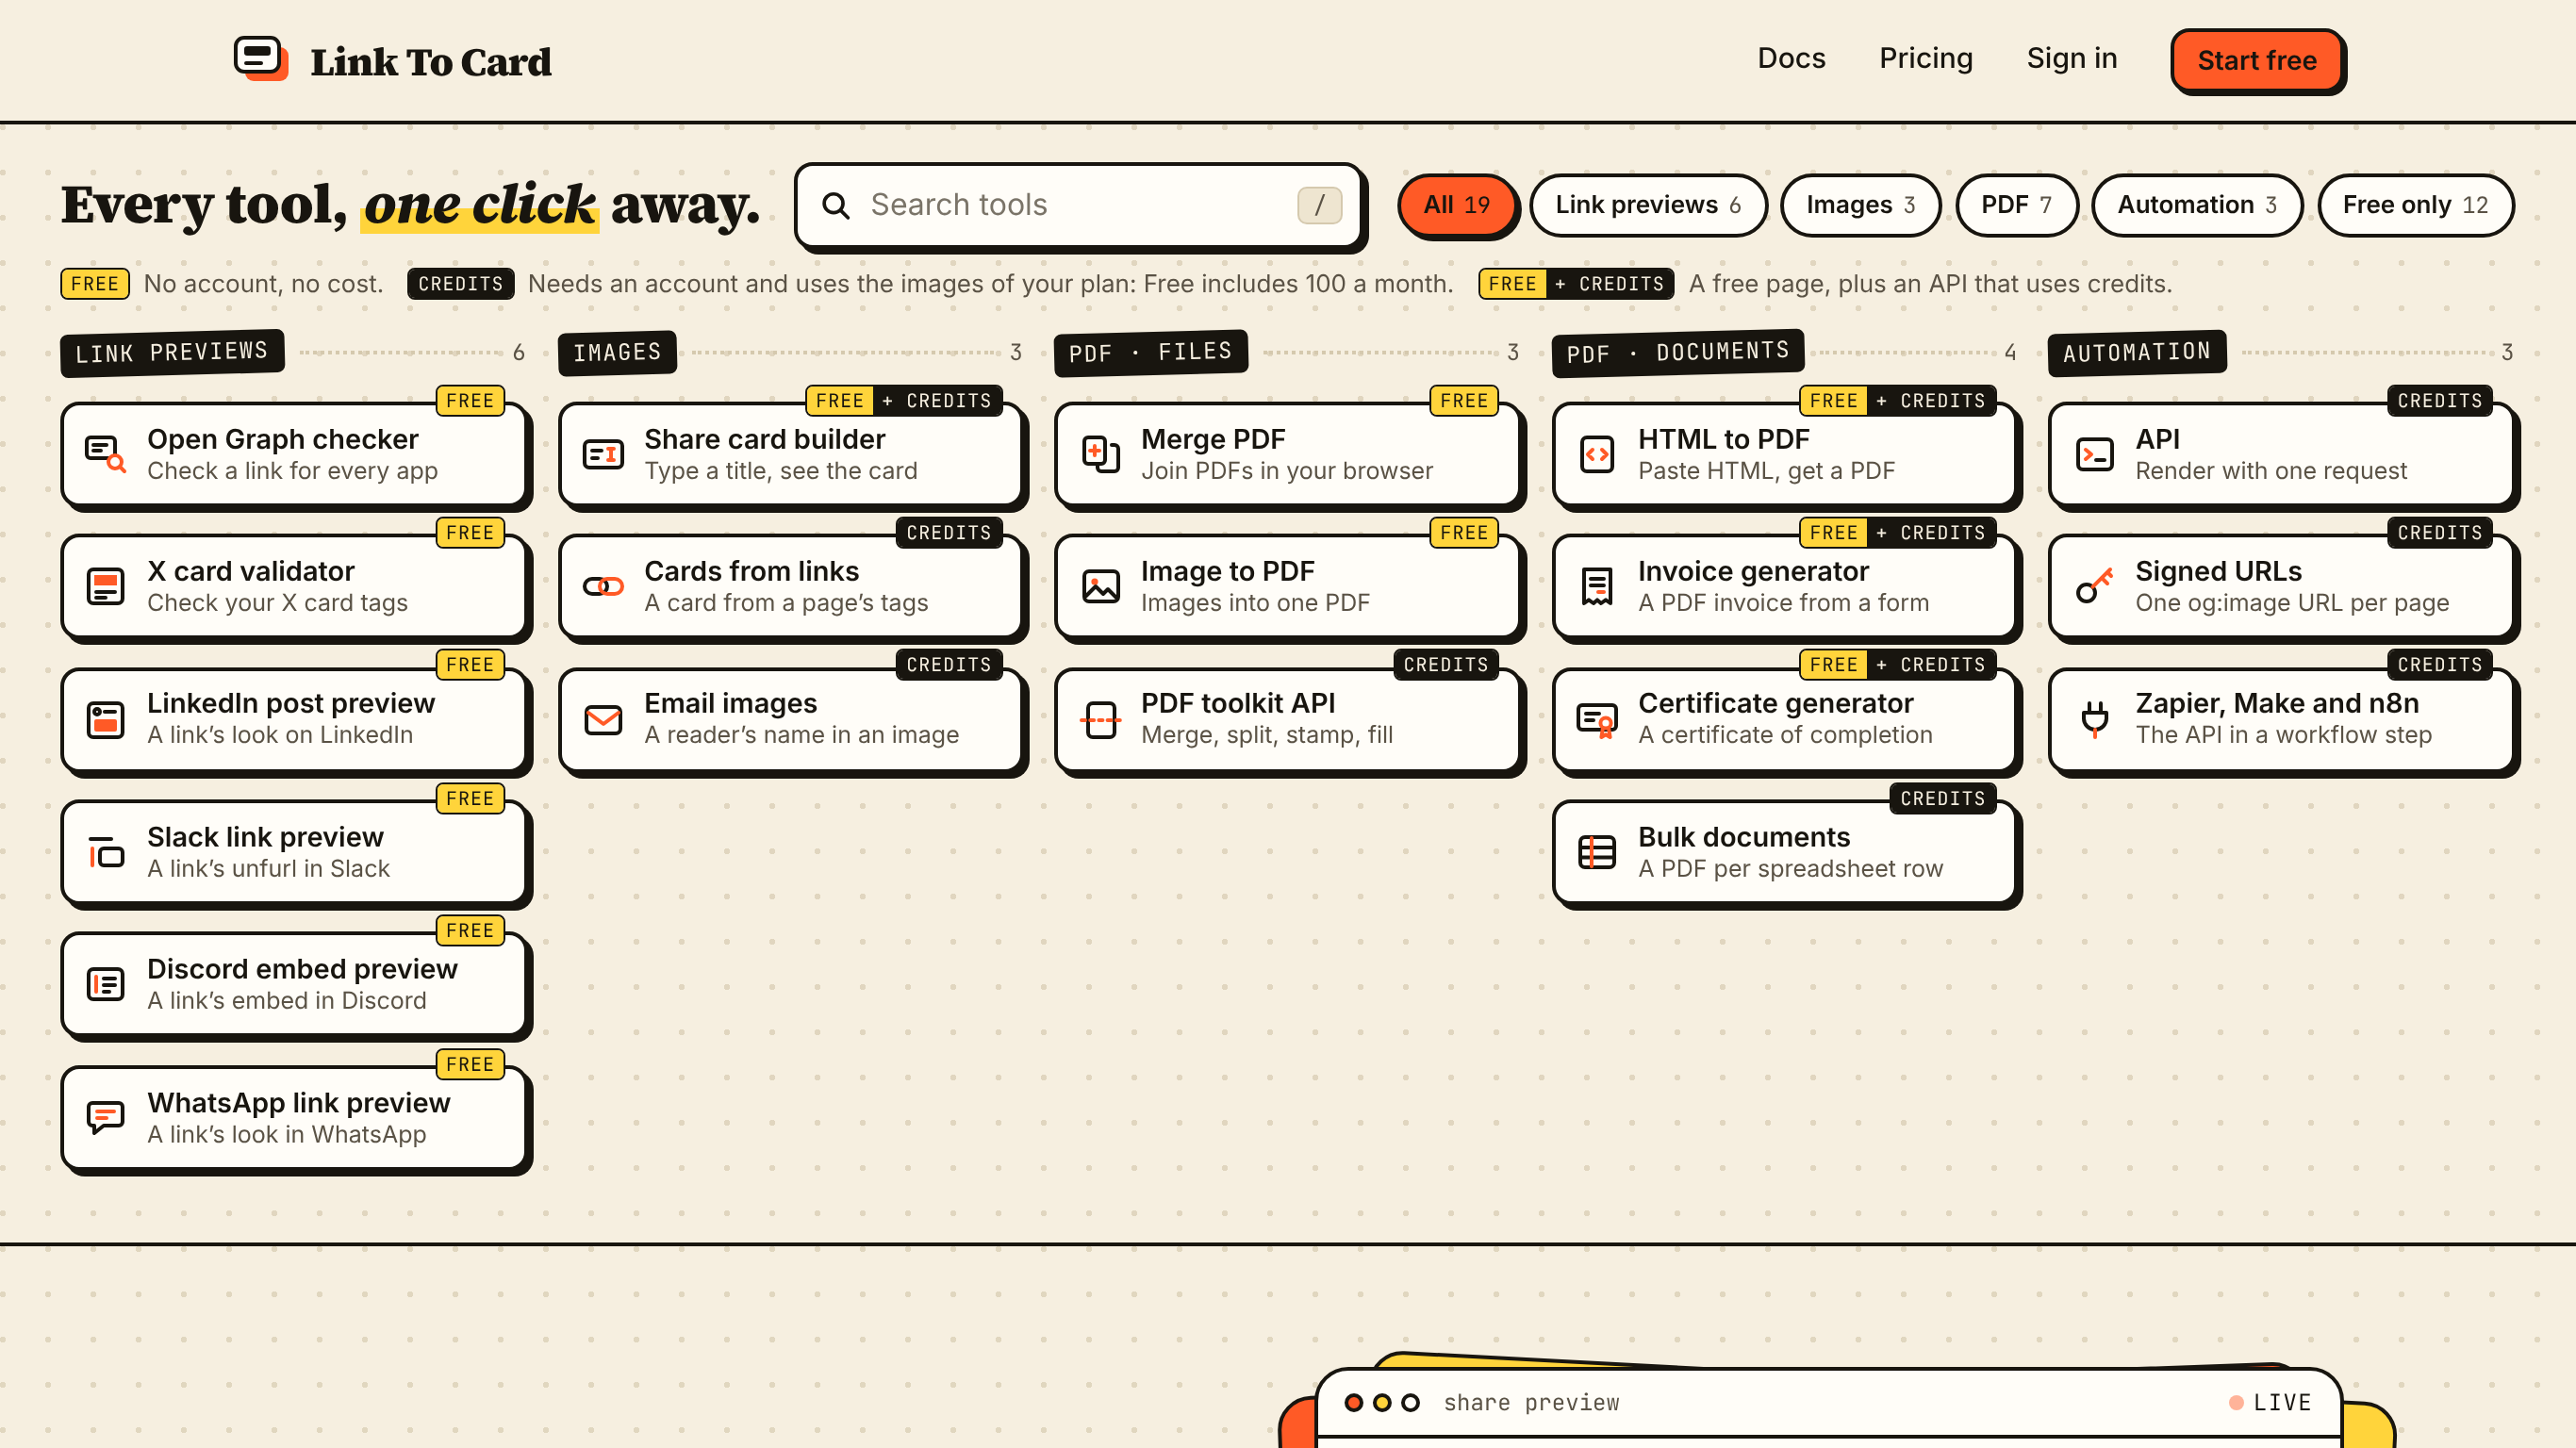 Link To Card
Docs Pricing Sign in Start free
Every tool, one click away.
Search tools /
All 19 Link previews 6 Images 3 PDF 7 Automation 3 Free only 12
FREE No account, no cost. CREDITS Needs an account and uses the images of your plan: Free includes 100 a month. FREE + CREDITS A free page, plus an API that uses credits.
LINK PREVIEWS 6
FREE
Open Graph checker
Check a link for every app
FREE
X card validator
Check your X card tags
FREE
LinkedIn post preview
A link’s look on LinkedIn
FREE
Slack link preview
A link’s unfurl in Slack
FREE
Discord embed preview
A link’s embed in Discord
FREE
WhatsApp link preview
A link’s look in WhatsApp
IMAGES 3
FREE + CREDITS
Share card builder
Type a title, see the card
CREDITS
Cards from links
A card from a page’s tags
CREDITS
Email images
A reader’s name in an image
PDF · FILES 3
FREE
Merge PDF
Join PDFs in your browser
FREE
Image to PDF
Images into one PDF
CREDITS
PDF toolkit API
Merge, split, stamp, fill
PDF · DOCUMENTS 4
FREE + CREDITS
HTML to PDF
Paste HTML, get a PDF
FREE + CREDITS
Invoice generator
A PDF invoice from a form
FREE + CREDITS
Certificate generator
A certificate of completion
CREDITS
Bulk documents
A PDF per spreadsheet row
AUTOMATION 3
CREDITS
API
Render with one request
CREDITS
Signed URLs
One og:image URL per page
CREDITS
Zapier, Make and n8n
The API in a workflow step
share preview LIVE